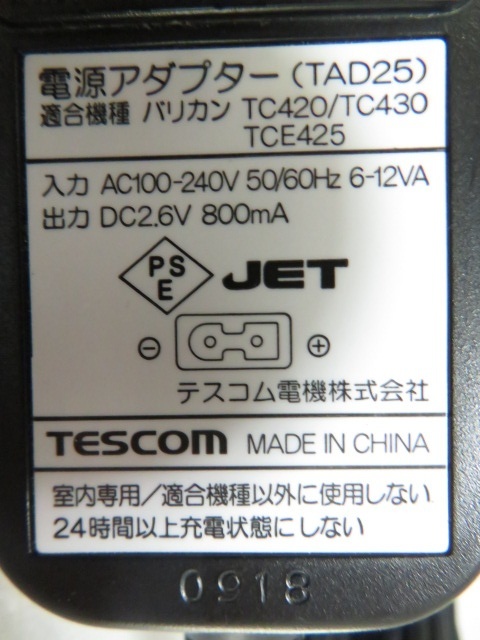 電源アダプター(TAD25)
適合機種 バリカン TC420/TC430
TCE425
入力 AC100-240V 50/60Hz 6-12VA
出力 DC2.6V 800mA
PS
E
JET
⊖ ⊕
テスコム電機株式会社
TESCOM MADE IN CHINA
室内専用/適合機種以外に使用しない
24時間以上充電状態にしない
0918